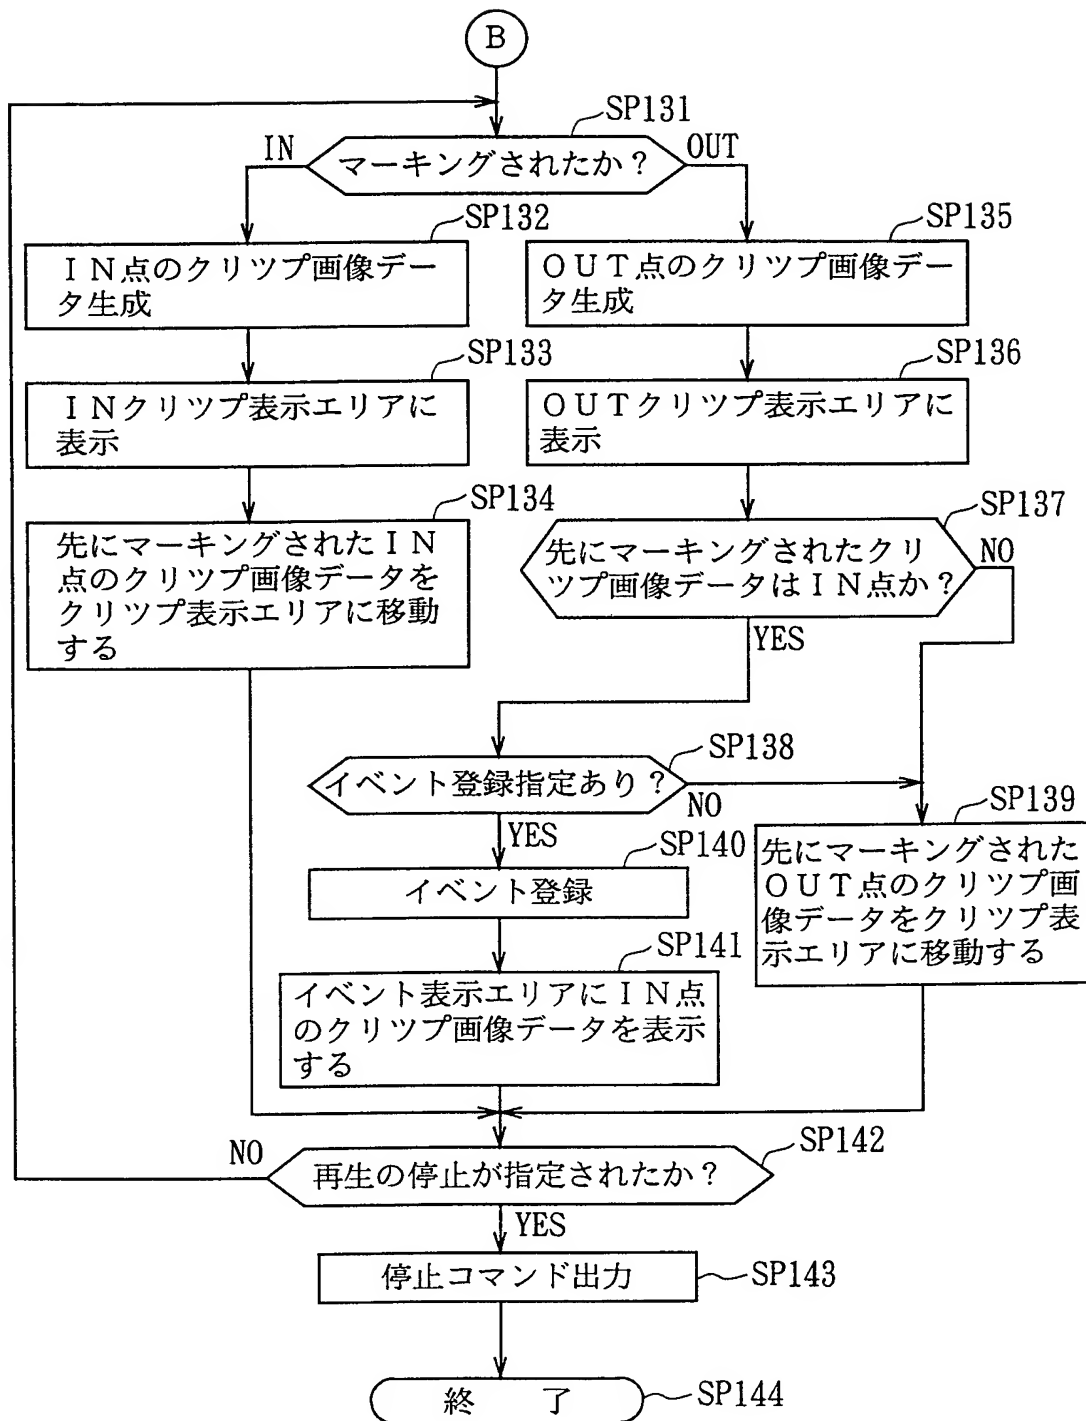 B
SP131
IN
マーキングされたか？
OUT
SP132
ＩＮ点のクリツプ画像デー
タ生成
SP135
ＯＵＴ点のクリツプ画像デー
タ生成
SP133
ＩＮクリツプ表示エリアに
表示
SP136
ＯＵＴクリツプ表示エリアに
表示
SP134
先にマーキングされたＩＮ
点のクリツプ画像データを
クリツプ表示エリアに移動
する
SP137
先にマーキングされたクリ
ツプ画像データはＩＮ点か？
NO
YES
SP138
イベント登録指定あり？
NO
YES
SP139
先にマーキングされた
ＯＵＴ点のクリツプ画
像データをクリツプ表
示エリアに移動する
SP140
イベント登録
SP141
イベント表示エリアにＩＮ点
のクリツプ画像データを表示
する
SP142
NO
再生の停止が指定されたか？
YES
停止コマンド出力
SP143
終　　了
SP144